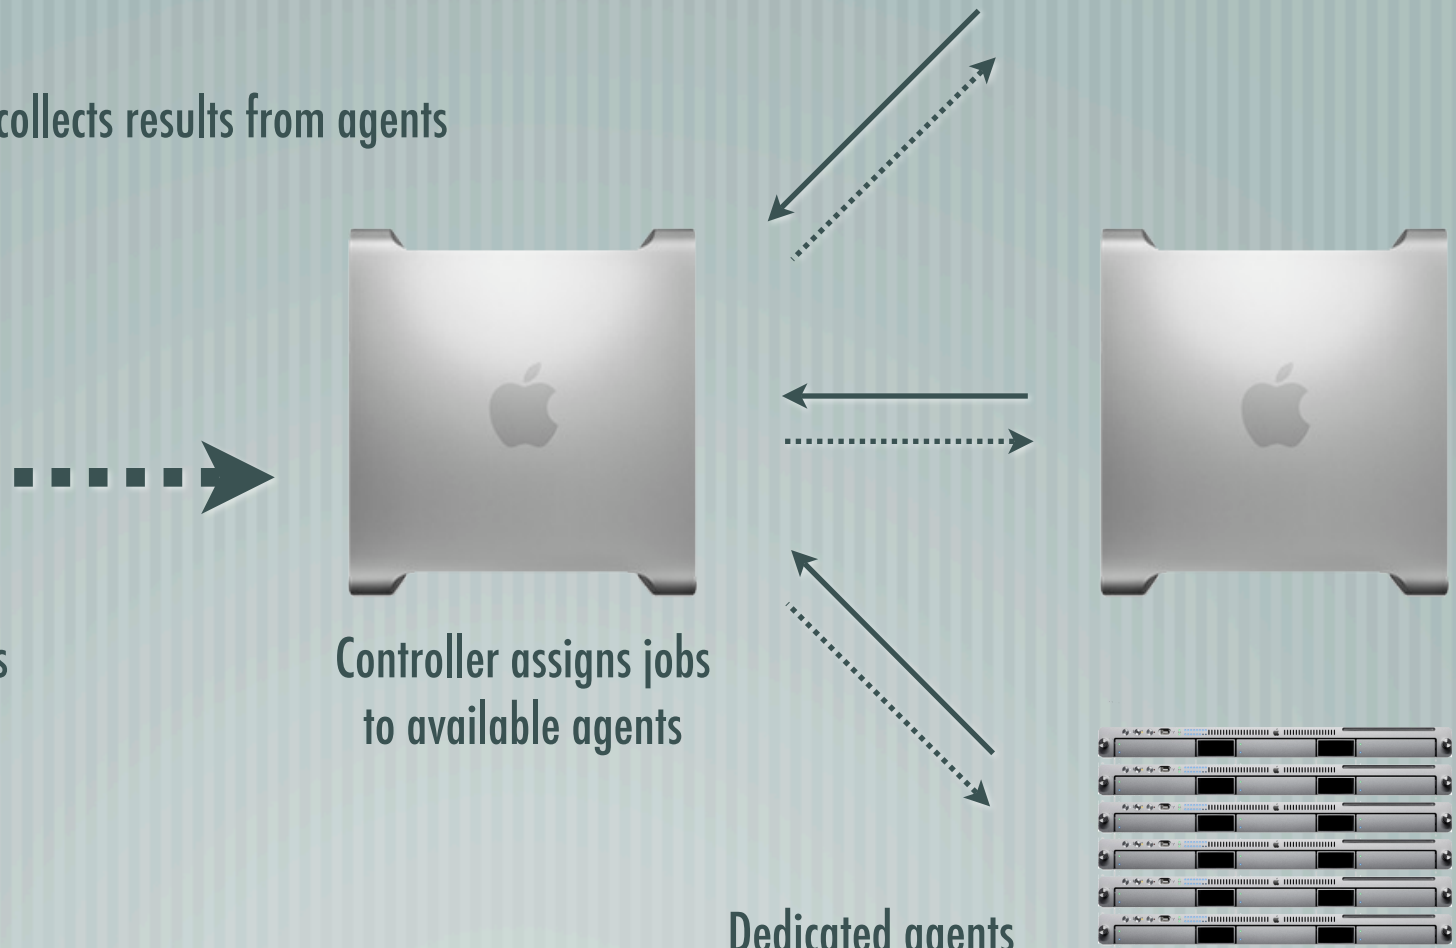 collects results from agents
s
Controller assigns jobs
to available agents
Dedicated agents